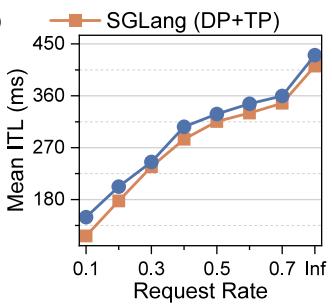 SGLang (DP+TP)
450
360
270
180
Mean ITL (ms)
0.1 0.3 0.5 0.7 Inf
Request Rate